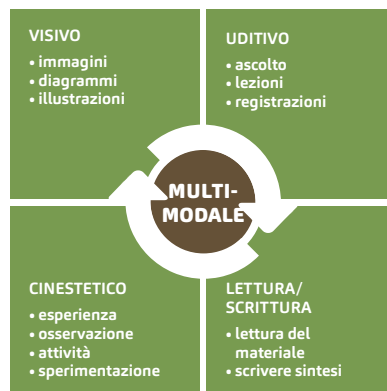 VISIVO
• immagini
• diagrammi
• illustrazioni
UDITIVO
• ascolto
• lezioni
• registrazioni
MULTI-
MODALE
CINESTETICO
• esperienza
• osservazione
• attività
• sperimentazione
LETTURA/
SCRITTURA
• lettura del
materiale
• scrivere sintesi